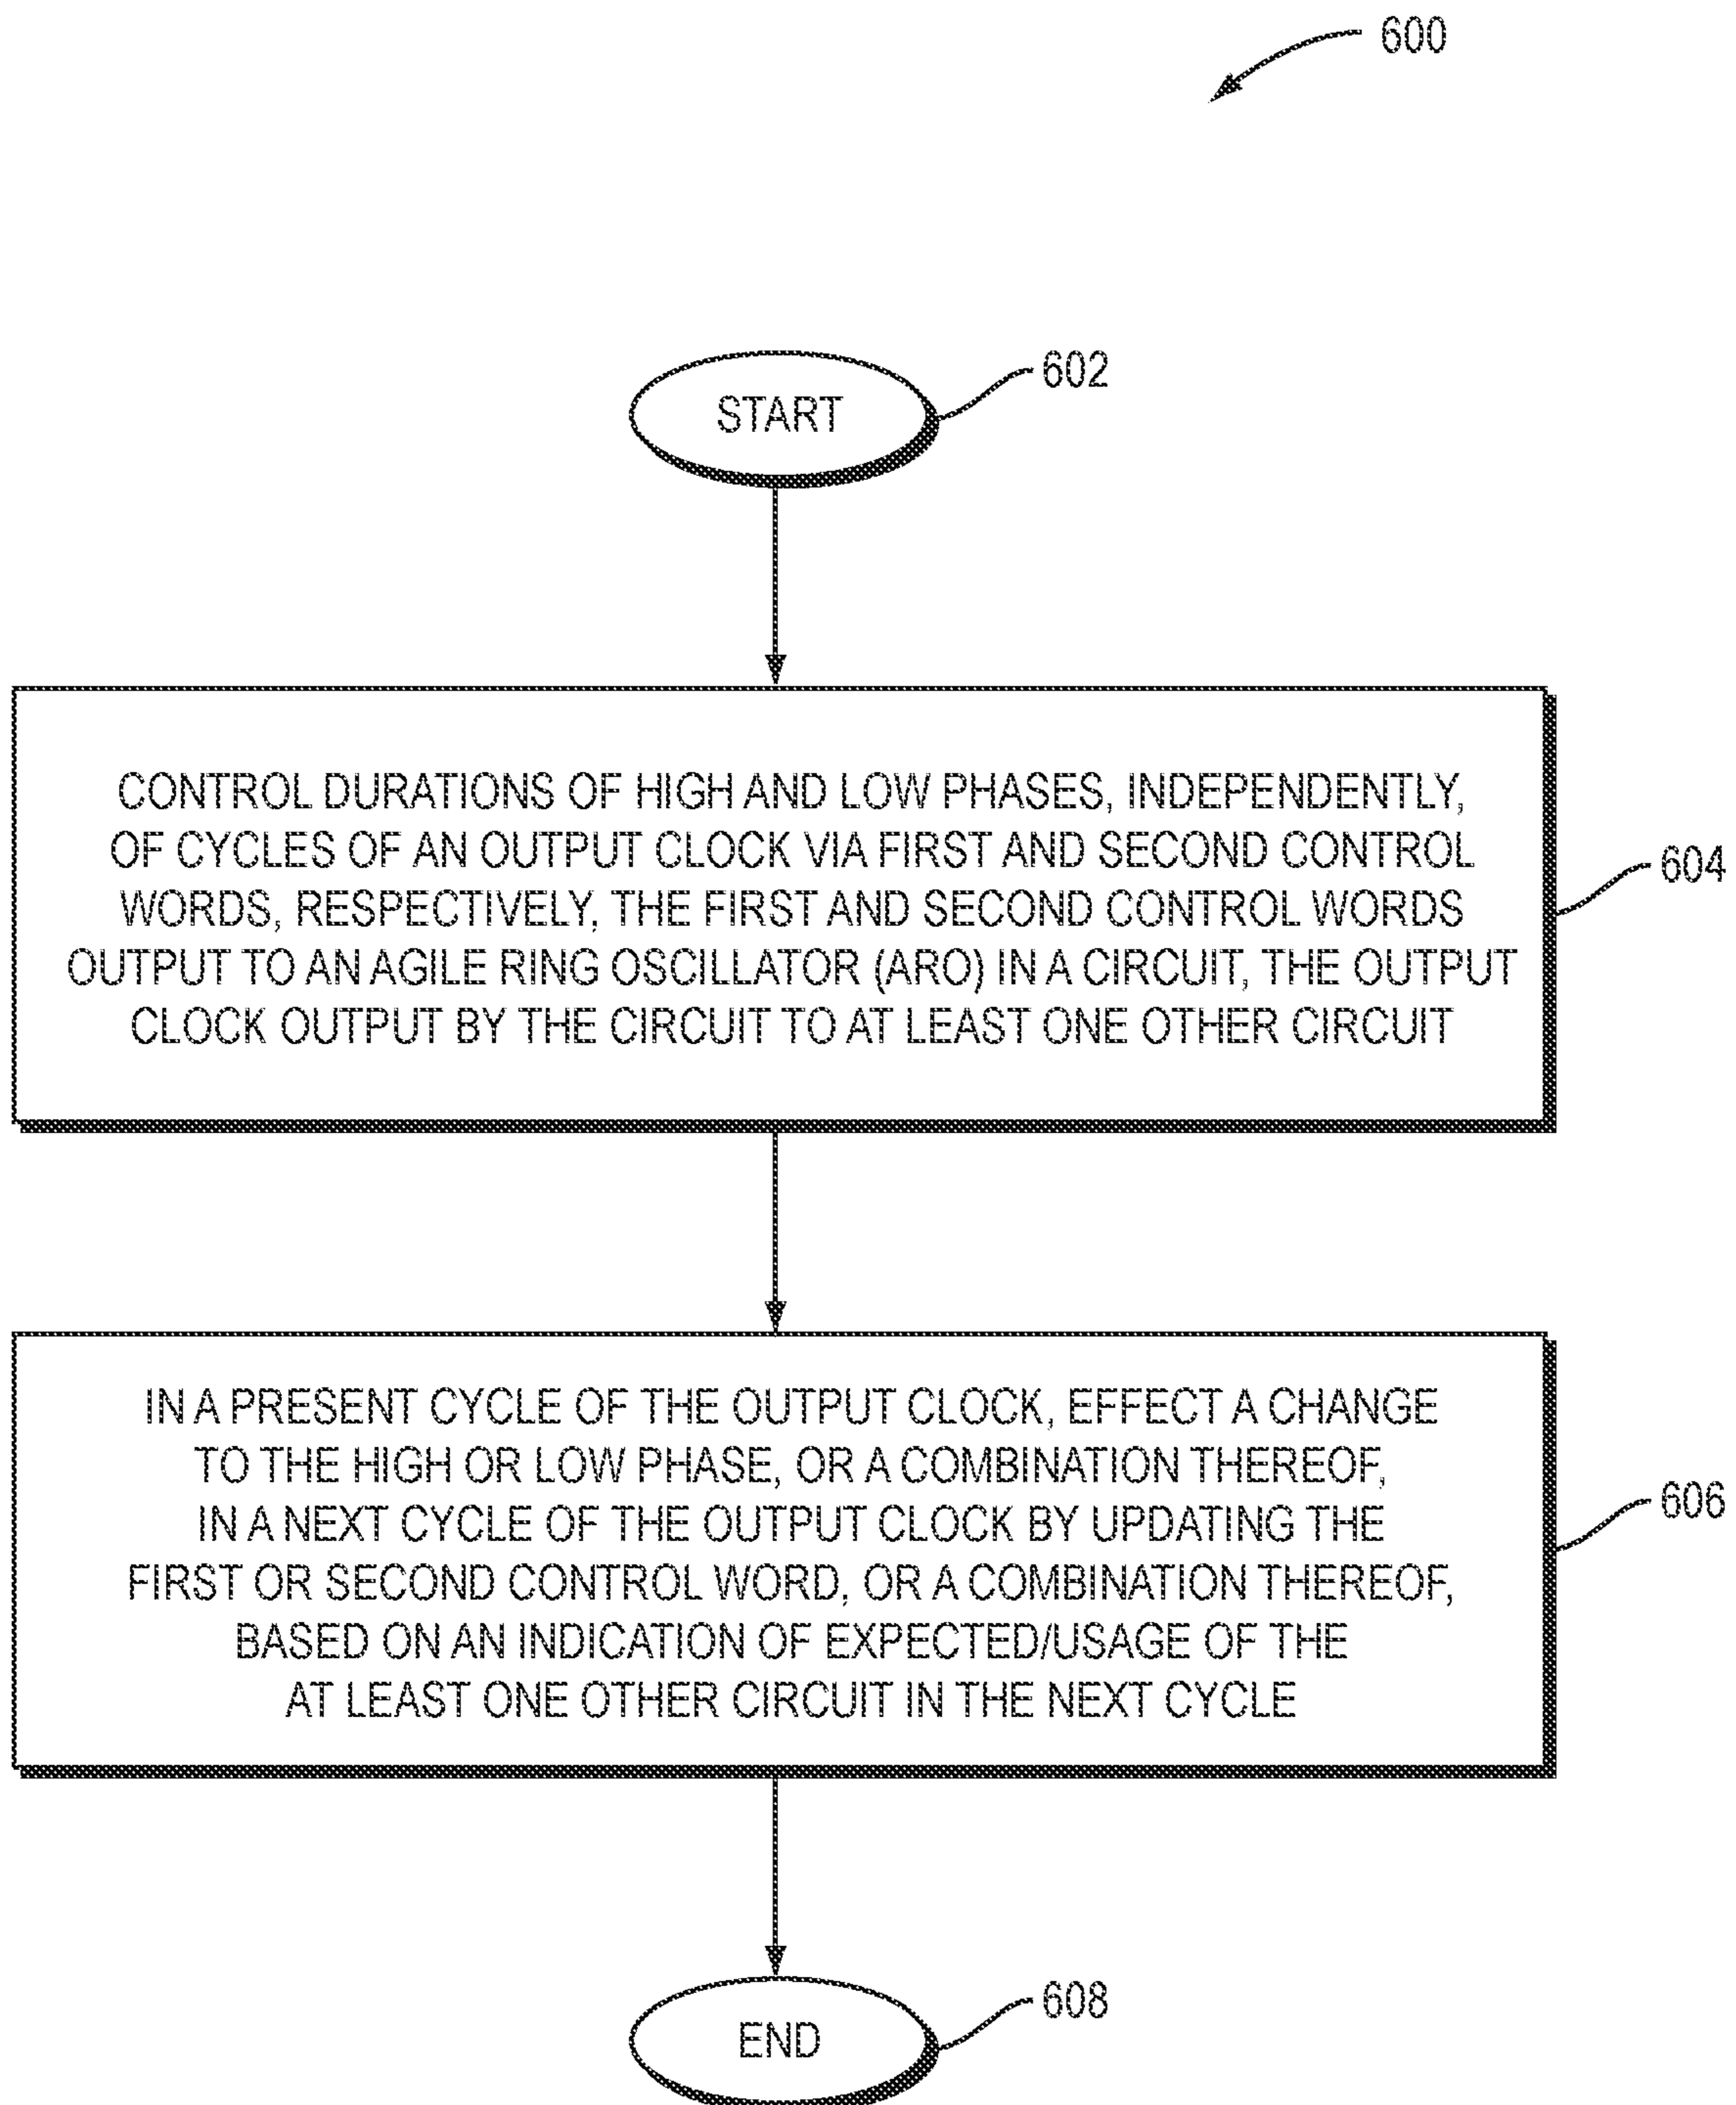 600
START
602
CONTROL DURATIONS OF HIGH AND LOW PHASES, INDEPENDENTLY,
OF CYCLES OF AN OUTPUT CLOCK VIA FIRST AND SECOND CONTROL
WORDS, RESPECTIVELY, THE FIRST AND SECOND CONTROL WORDS
OUTPUT TO AN AGILE RING OSCILLATOR (ARO) IN A CIRCUIT, THE OUTPUT
CLOCK OUTPUT BY THE CIRCUIT TO AT LEAST ONE OTHER CIRCUIT
604
IN A PRESENT CYCLE OF THE OUTPUT CLOCK, EFFECT A CHANGE
TO THE HIGH OR LOW PHASE, OR A COMBINATION THEREOF,
IN A NEXT CYCLE OF THE OUTPUT CLOCK BY UPDATING THE
FIRST OR SECOND CONTROL WORD, OR A COMBINATION THEREOF,
BASED ON AN INDICATION OF EXPECTED/USAGE OF THE
AT LEAST ONE OTHER CIRCUIT IN THE NEXT CYCLE
606
END
608